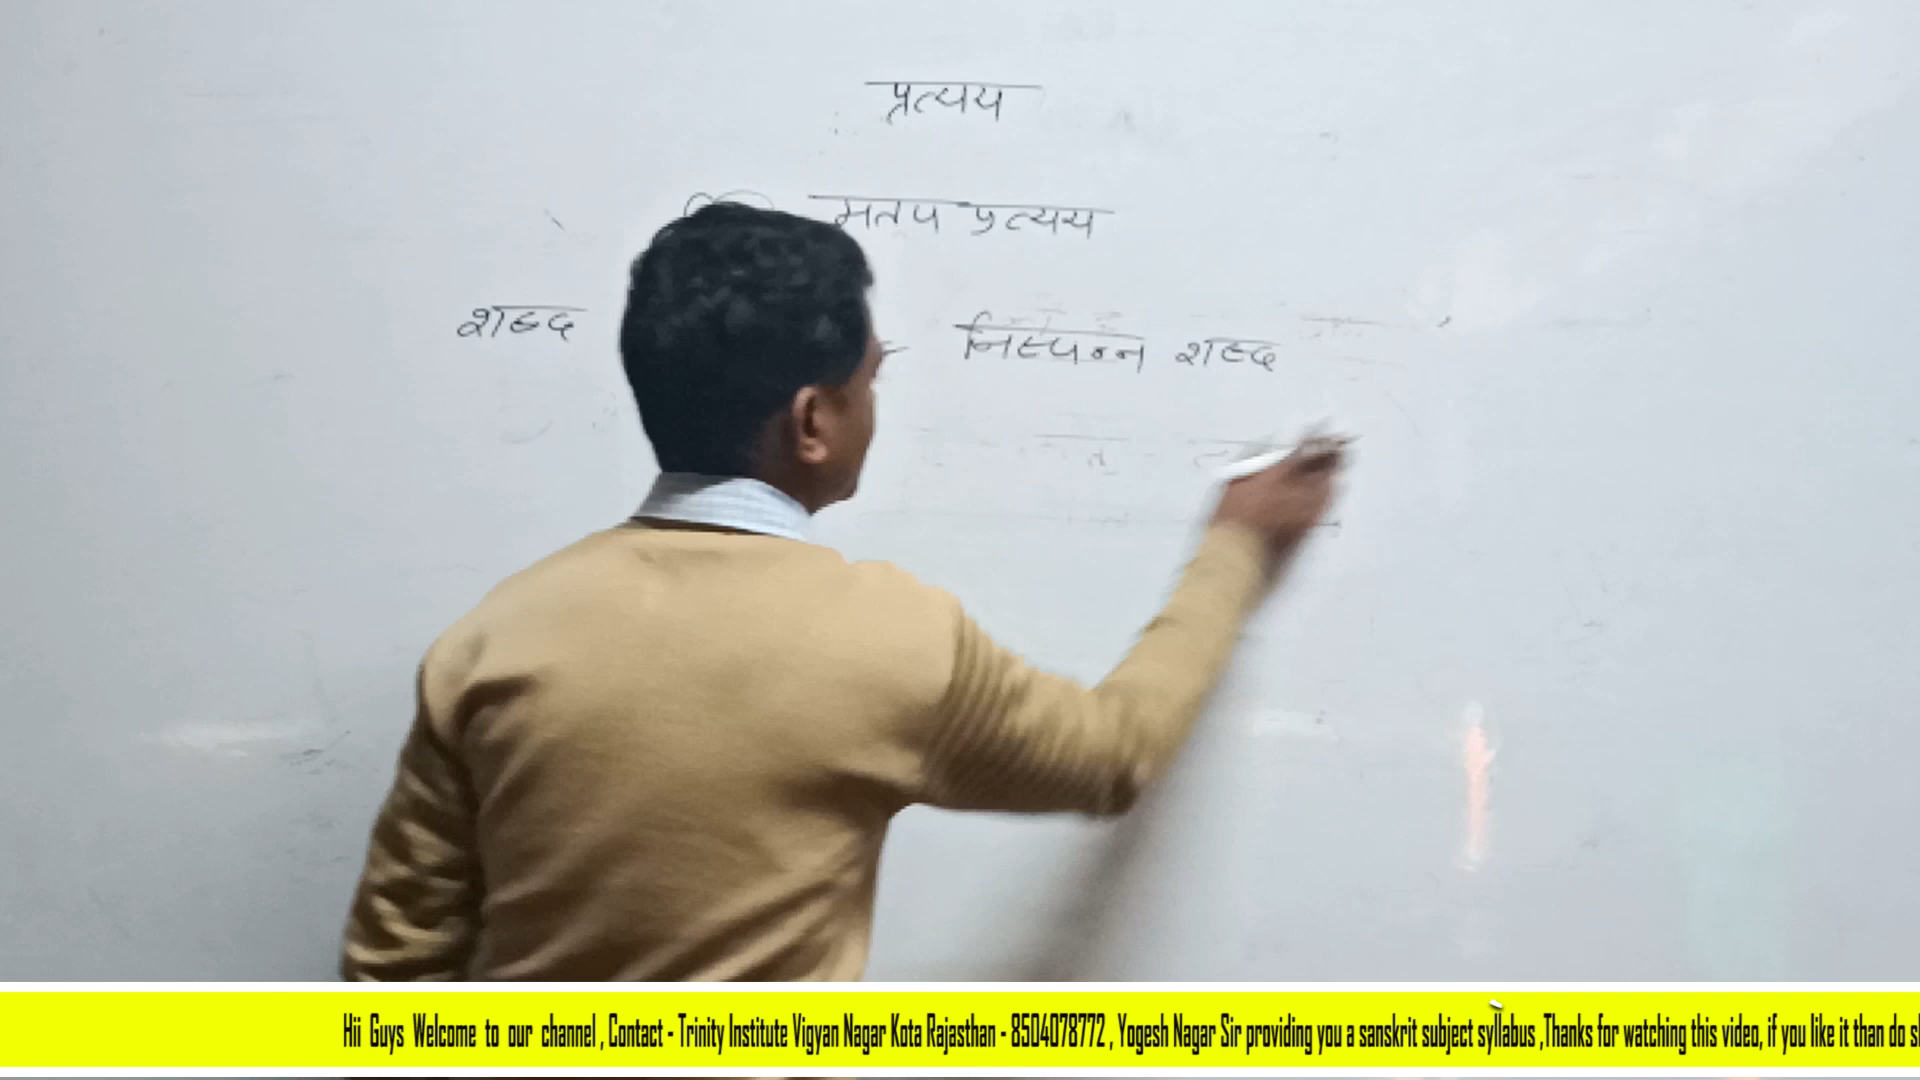 प्रत्यय
मतप प्रत्यय
शब्द
- निष्पन्न शब्द
Hii Guys Welcome to our channel , Contact - Trinity Institute Vigyan Nagar Kota Rajasthan - 8504078772 , Yogesh Nagar Sir providing you a sanskrit subject syllabus ,Thanks for watching this video, if you like it than do